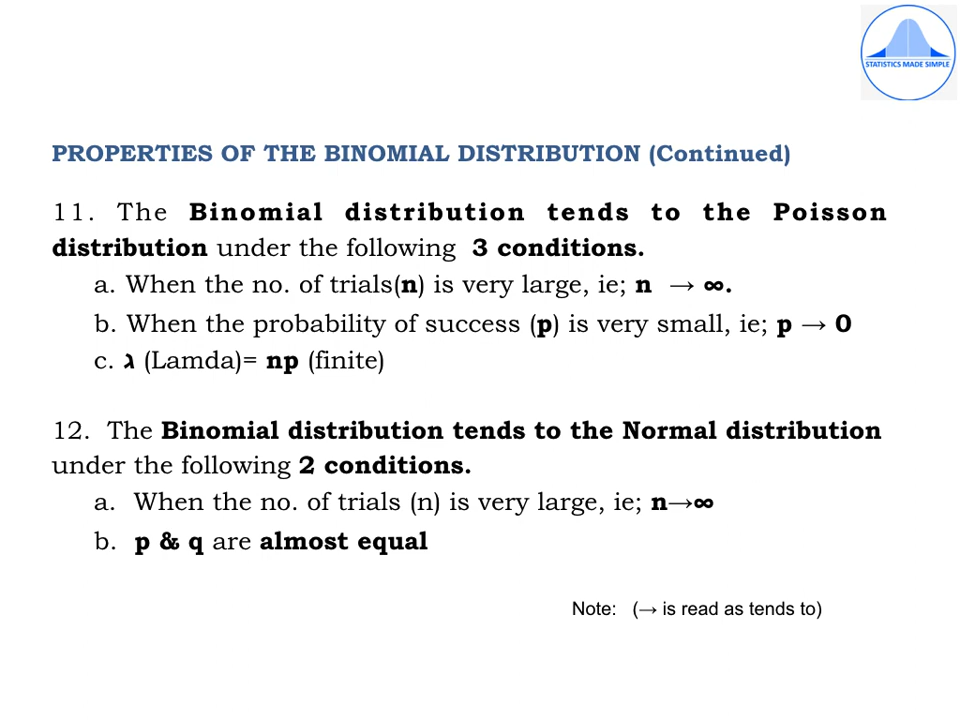 STATISTICS MADE SIMPLE
PROPERTIES OF THE BINOMIAL DISTRIBUTION (Continued)
11. The Binomial distribution tends to the Poisson
distribution under the following 3 conditions.
a. When the no. of trials(n) is very large, ie; n → ∞.
b. When the probability of success (p) is very small, ie; p → 0
c. λ (Lamda)= np (finite)
12. The Binomial distribution tends to the Normal distribution
under the following 2 conditions.
a. When the no. of trials (n) is very large, ie; n→∞
b. p & q are almost equal
Note: (→ is read as tends to)